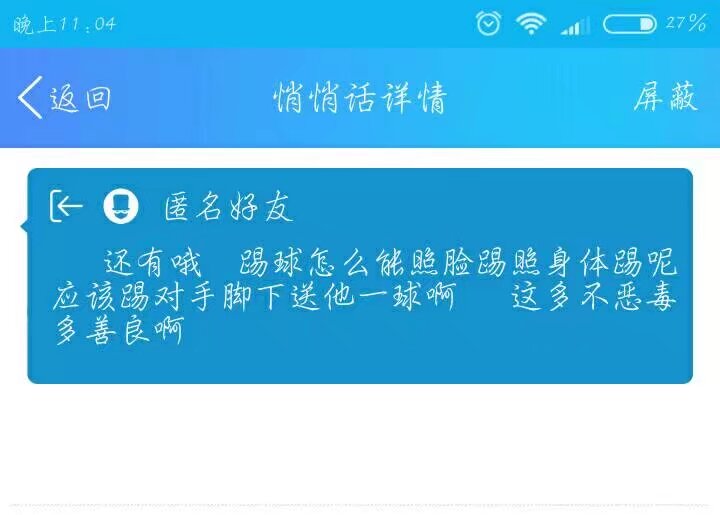 晚上11:04 27%
返回 悄悄话详情 屏蔽
匿名好友
还有哦 踢球怎么能照脸踢照身体踢呢
应该踢对手脚下送他一球啊 这多不恶毒
多善良啊